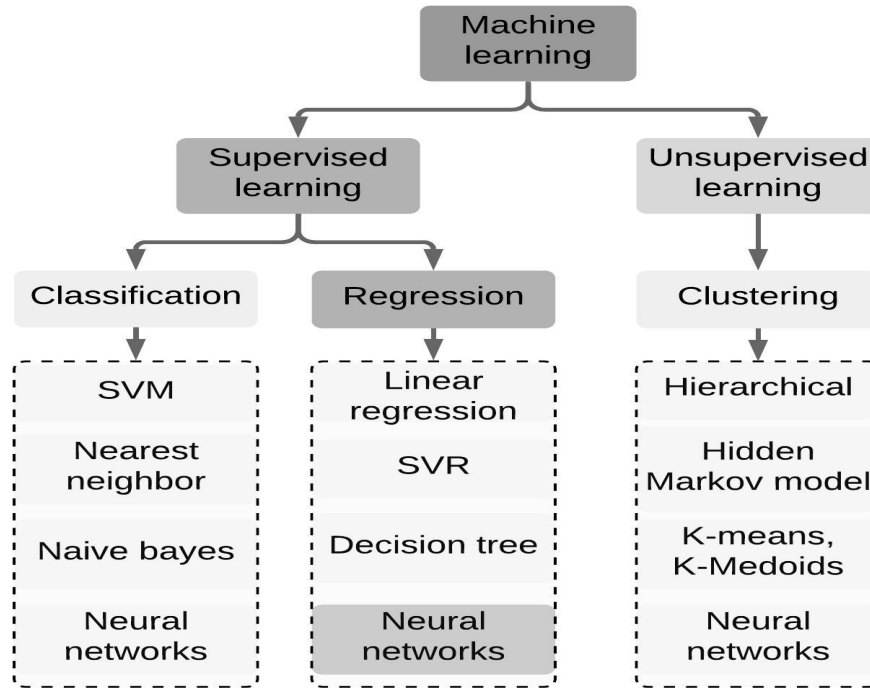 Machine
learning
Supervised
learning
Unsupervised
learning
Classification
Regression
Clustering
SVM
Nearest
neighbor
Naive bayes
Neural
networks
Linear
regression
SVR
Decision tree
Neural
networks
Hierarchical
Hidden
Markov model
K-means,
K-Medoids
Neural
networks